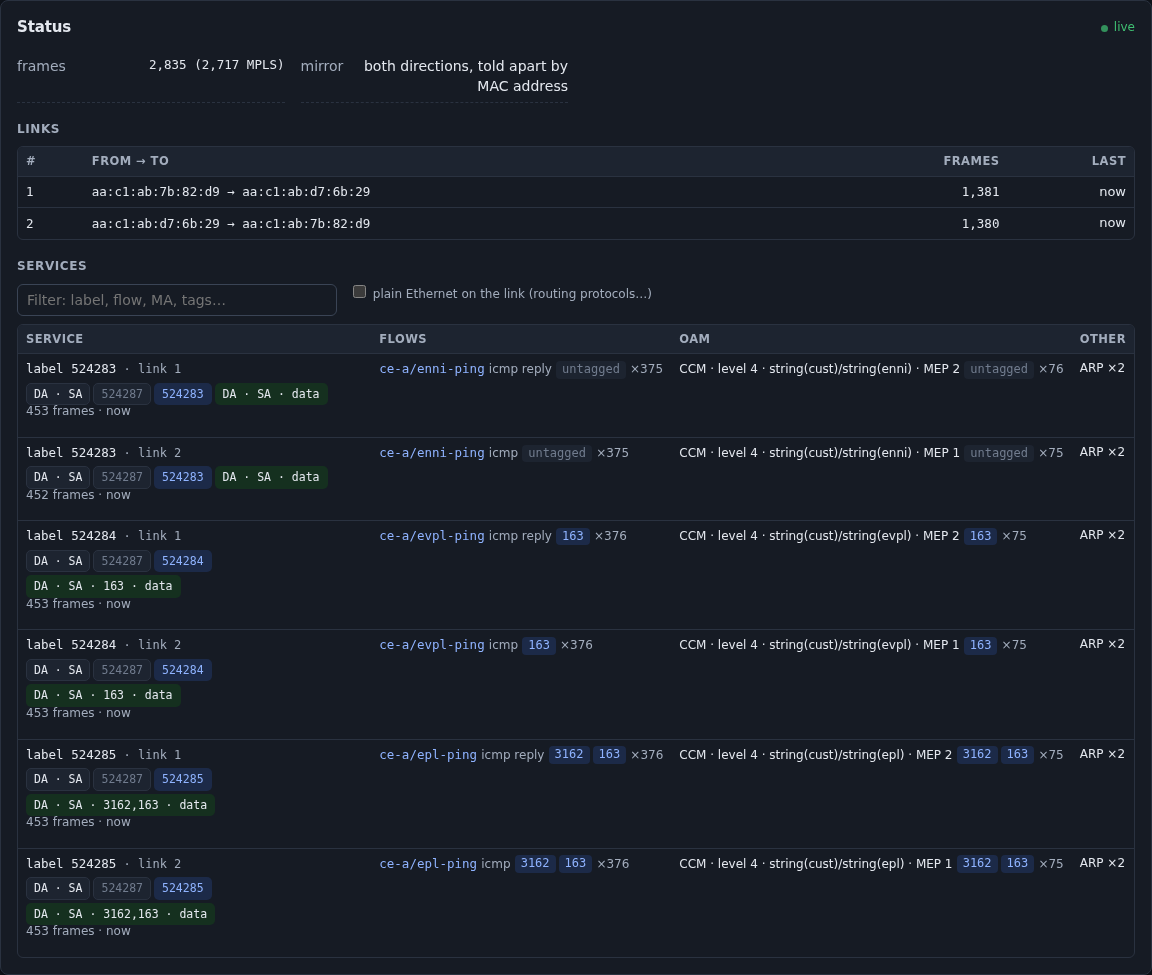 Status
live
frames 2,835 (2,717 MPLS) mirror both directions, told apart by
MAC address
LINKS
# FROM → TO FRAMES LAST
1 aa:c1:ab:7b:82:d9 → aa:c1:ab:d7:6b:29 1,381 now
2 aa:c1:ab:d7:6b:29 → aa:c1:ab:7b:82:d9 1,380 now
SERVICES
Filter: label, flow, MA, tags… plain Ethernet on the link (routing protocols…)
SERVICE FLOWS OAM OTHER
label 524283 · link 1 ce-a/enni-ping icmp reply untagged ×375 CCM · level 4 · string(cust)/string(enni) · MEP 2 untagged ×76 ARP ×2
DA · SA 524287 524283 DA · SA · data
453 frames · now
label 524283 · link 2 ce-a/enni-ping icmp untagged ×375 CCM · level 4 · string(cust)/string(enni) · MEP 1 untagged ×75 ARP ×2
DA · SA 524287 524283 DA · SA · data
452 frames · now
label 524284 · link 1 ce-a/evpl-ping icmp reply 163 ×376 CCM · level 4 · string(cust)/string(evpl) · MEP 2 163 ×75 ARP ×2
DA · SA 524287 524284
DA · SA · 163 · data
453 frames · now
label 524284 · link 2 ce-a/evpl-ping icmp 163 ×376 CCM · level 4 · string(cust)/string(evpl) · MEP 1 163 ×75 ARP ×2
DA · SA 524287 524284
DA · SA · 163 · data
453 frames · now
label 524285 · link 1 ce-a/epl-ping icmp reply 3162 163 ×376 CCM · level 4 · string(cust)/string(epl) · MEP 2 3162 163 ×75 ARP ×2
DA · SA 524287 524285
DA · SA · 3162,163 · data
453 frames · now
label 524285 · link 2 ce-a/epl-ping icmp 3162 163 ×376 CCM · level 4 · string(cust)/string(epl) · MEP 1 3162 163 ×75 ARP ×2
DA · SA 524287 524285
DA · SA · 3162,163 · data
453 frames · now